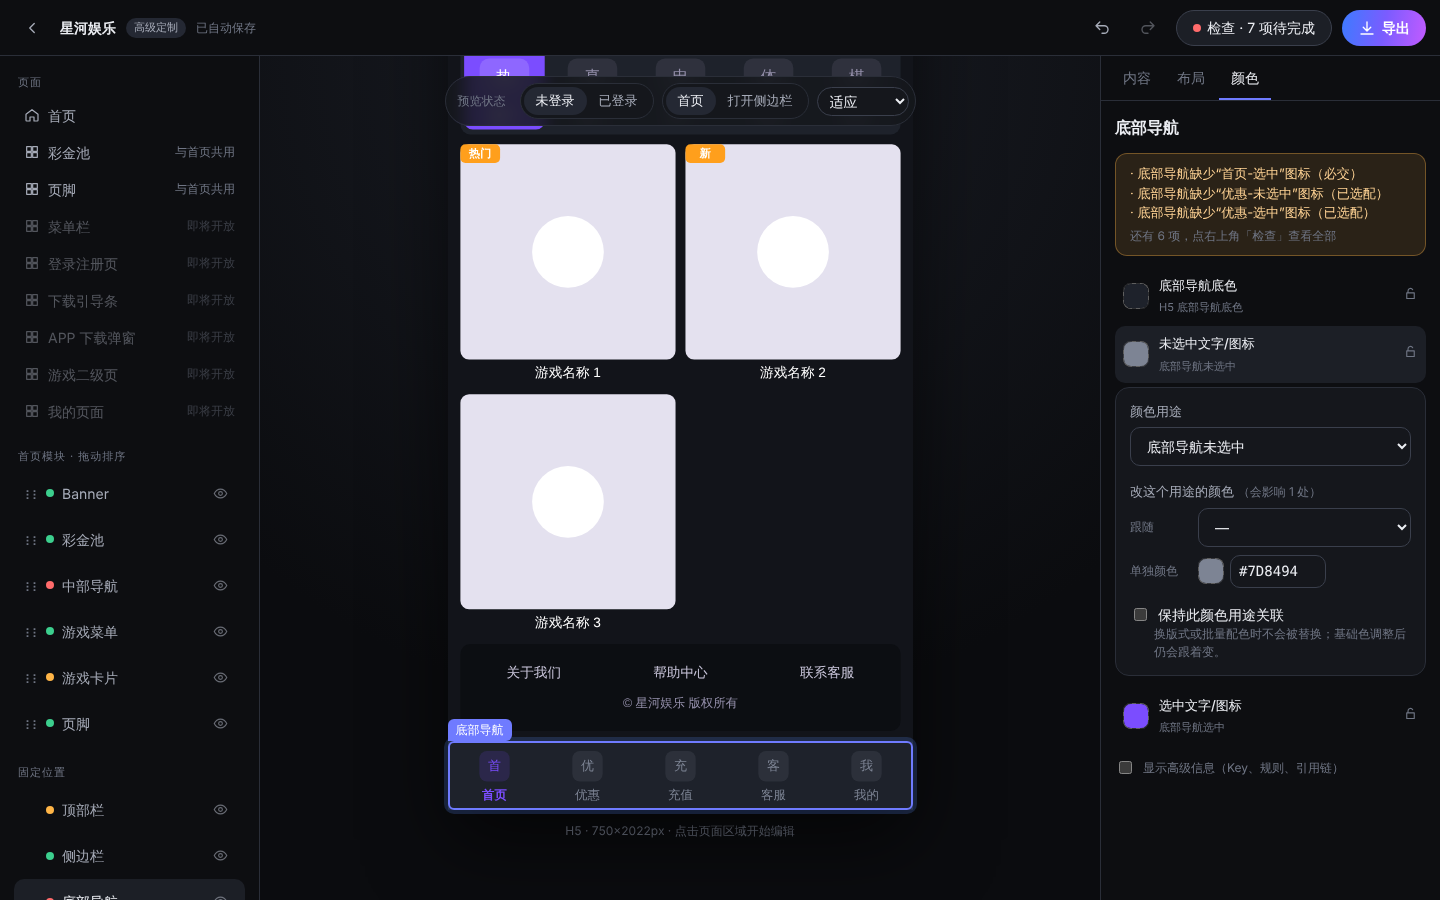 星河娱乐
高级定制
已自动保存
检查 · 7 项待完成
导出
页面
首页
彩金池
与首页共用
页脚
与首页共用
菜单栏
即将开放
登录注册页
即将开放
下载引导条
即将开放
APP 下载弹窗
即将开放
游戏二级页
即将开放
我的页面
即将开放
首页模块 · 拖动排序
Banner
彩金池
中部导航
游戏菜单
游戏卡片
页脚
固定位置
顶部栏
侧边栏
底部导航
预览状态
未登录
已登录
首页
打开侧边栏
适应
热门
新
游戏名称 1
游戏名称 2
游戏名称 3
关于我们
帮助中心
联系客服
© 星河娱乐 版权所有
底部导航
首
优
充
客
我
首页
优惠
充值
客服
我的
H5 · 750×2022px · 点击页面区域开始编辑
内容
布局
颜色
底部导航
· 底部导航缺少“首页-选中”图标（必交）
· 底部导航缺少“优惠-未选中”图标（已选配）
· 底部导航缺少“优惠-选中”图标（已选配）
还有 6 项，点右上角「检查」查看全部
底部导航底色
H5 底部导航底色
未选中文字/图标
底部导航未选中
颜色用途
底部导航未选中
改这个用途的颜色 （会影响 1 处）
跟随
—
单独颜色
#7D8494
保持此颜色用途关联
换版式或批量配色时不会被替换；基础色调整后
仍会跟着变。
选中文字/图标
底部导航选中
显示高级信息（Key、规则、引用链）